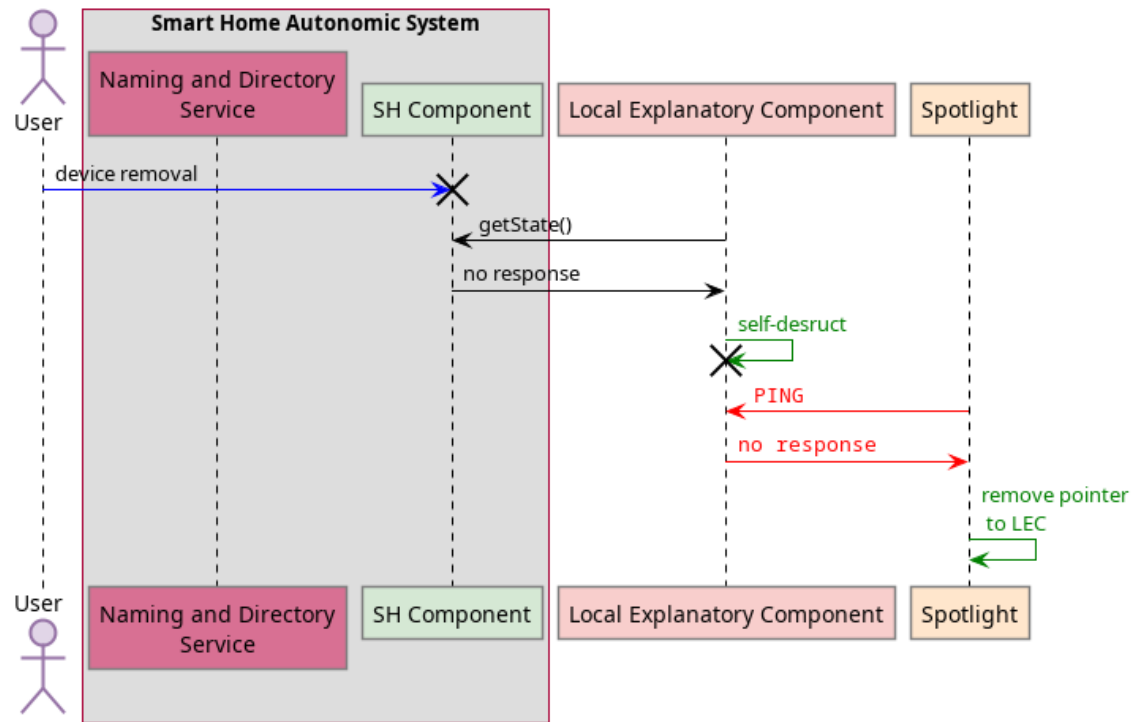 Smart Home Autonomic System
User
Naming and Directory
Service
SH Component
Local Explanatory Component
Spotlight
device removal
getState()
no response
self-desruct
PING
no response
remove pointer
to LEC
User
Naming and Directory
Service
SH Component
Local Explanatory Component
Spotlight